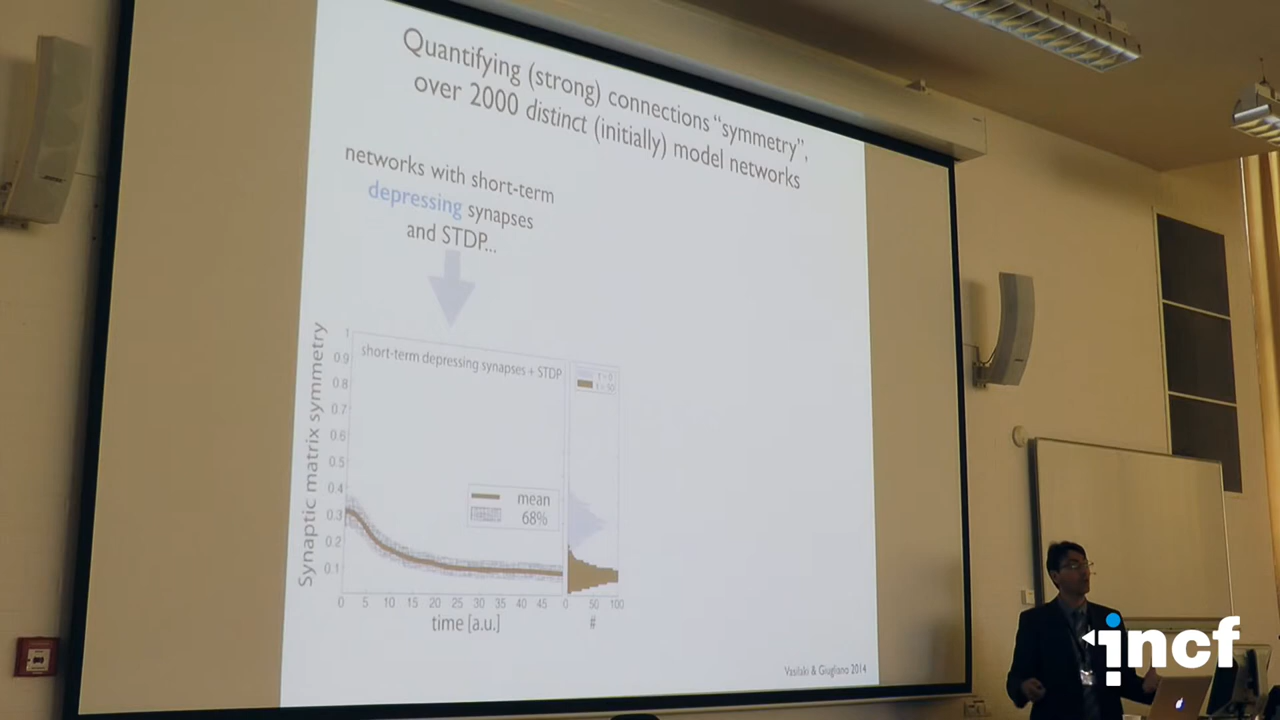 Quantifying (strong) connections “symmetry”,
over 2000 distinct (initially) model networks
networks with short-term
depressing synapses
and STDP...
Synaptic matrix symmetry
1
0.9
0.8
0.7
0.6
0.5
0.4
0.3
0.2
0.1
short-term depressing synapses + STDP
mean
68%
0 5 10 15 20 25 30 35 40 45
time [a.u.]
0 50 100
#
Vasilaki & Giugliano 2014
incf